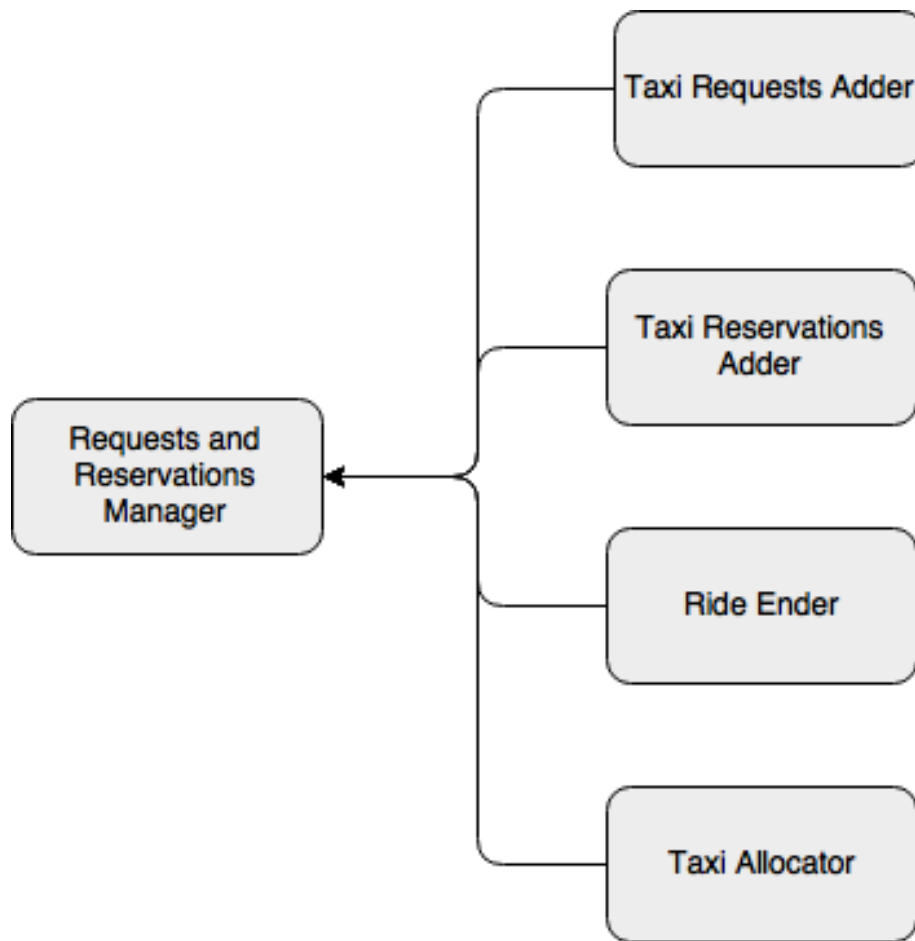 Taxi Requests Adder
Taxi Reservations
Adder
Requests and
Reservations
Manager
Ride Ender
Taxi Allocator